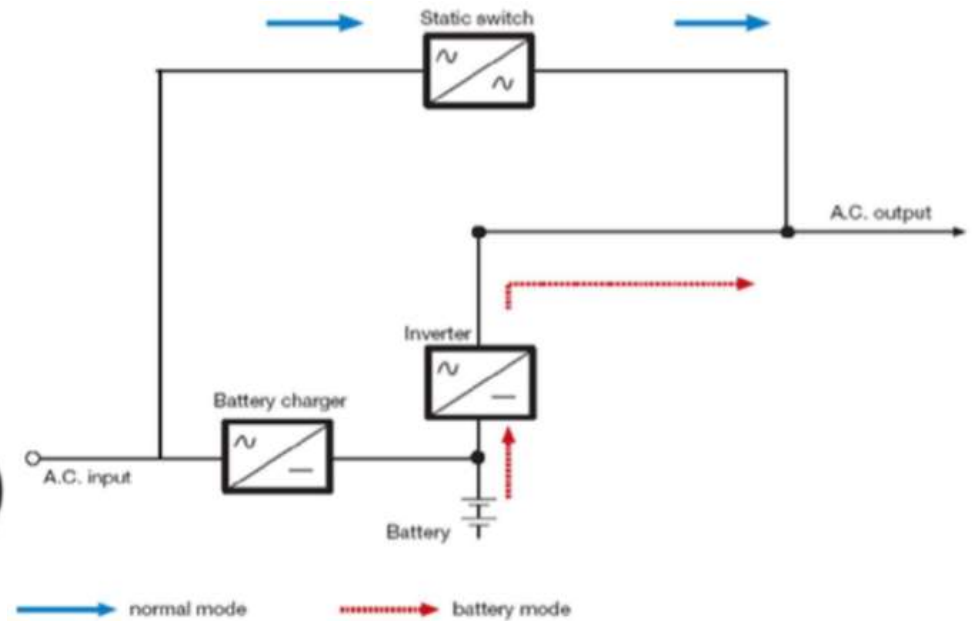 Static switch
A.C. output
Inverter
Battery charger
A.C. input
Battery
normal mode
battery mode